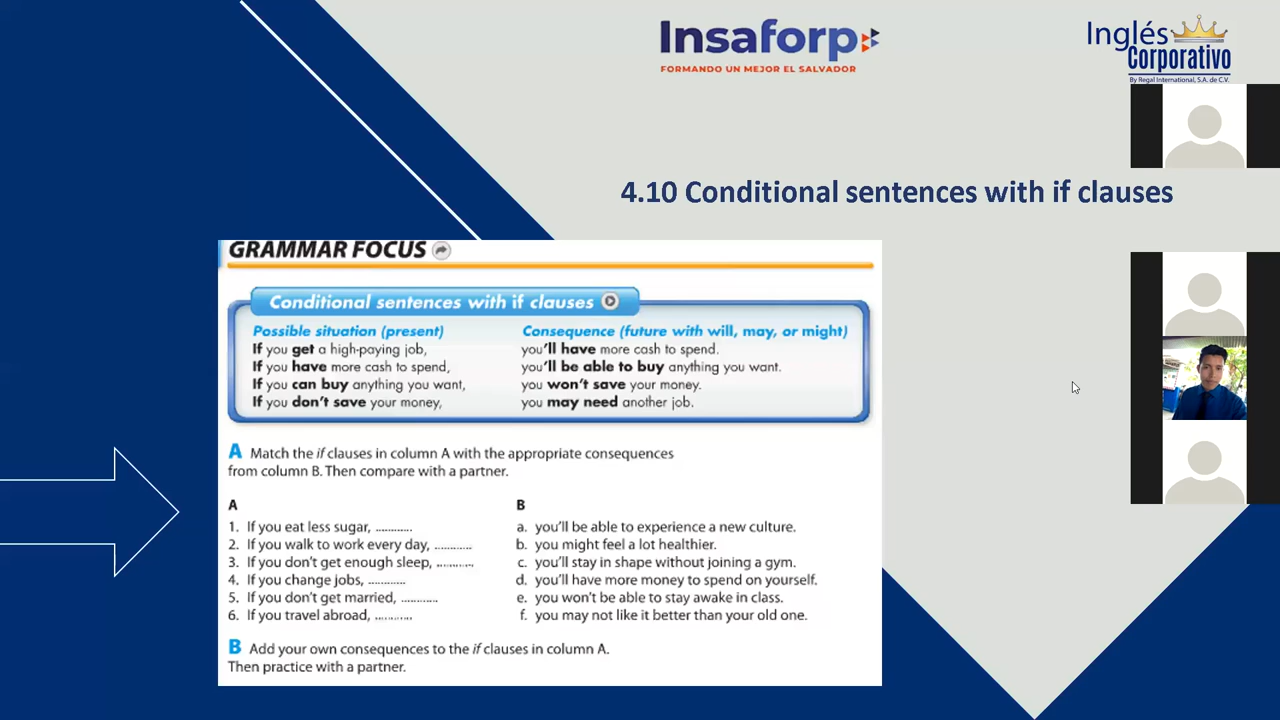 Insaforp
FORMANDO UN MEJOR EL SALVADOR
Inglés
Corporativo
By Regal International, S.A. de C.V.
4.10 Conditional sentences with if clauses
GRAMMAR FOCUS
Conditional sentences with if clauses
Possible situation (present) Consequence (future with will, may, or might)
If you get a high-paying job, you'll have more cash to spend.
If you have more cash to spend, you'll be able to buy anything you want.
If you can buy anything you want, you won't save your money.
If you don't save your money, you may need another job.
A Match the if clauses in column A with the appropriate consequences
from column B. Then compare with a partner.
A B
1. If you eat less sugar, ............ a. you'll be able to experience a new culture.
2. If you walk to work every day, ............ b. you might feel a lot healthier.
3. If you don't get enough sleep, ............ c. you'll stay in shape without joining a gym.
4. If you change jobs, ............ d. you'll have more money to spend on yourself.
5. If you don't get married, ............ e. you won't be able to stay awake in class.
6. If you travel abroad, ............ f. you may not like it better than your old one.
B Add your own consequences to the if clauses in column A.
Then practice with a partner.